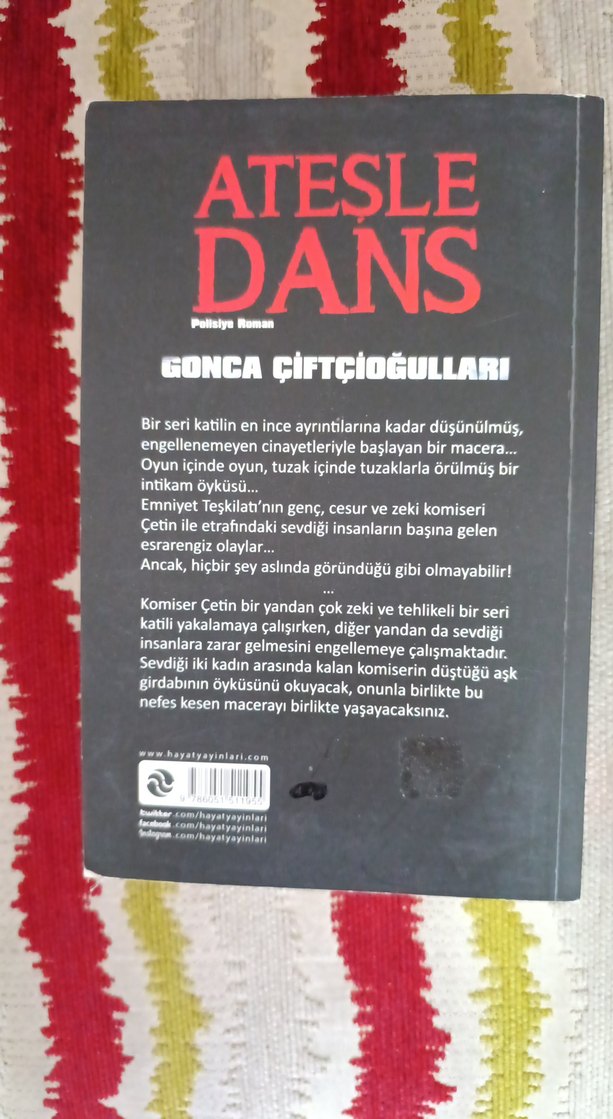 ATEŞLE
DANS
Polisiye Roman
GONCA ÇİFTÇİOĞULLARI
Bir seri katilin en ince ayrıntılarına kadar düşünülmüş,
engellenemeyen cinayetleriyle başlayan bir macera...
Oyun içinde oyun, tuzak içinde tuzaklarla örülmüş bir
intikam öyküsü...
Emniyet Teşkilatı’nın genç, cesur ve zeki komiseri
Çetin ile etrafındaki sevdiği insanların başına gelen
esrarengiz olaylar...
Ancak, hiçbir şey aslında göründüğü gibi olmayabilir!
...
Komiser Çetin bir yandan çok zeki ve tehlikeli bir seri
katili yakalamaya çalışırken, diğer yandan da sevdiği
insanlara zarar gelmesini engellemeye çalışmaktadır.
Sevdiği iki kadın arasında kalan komiserin düştüğü aşk
girdabının öyküsünü okuyacak, onunla birlikte bu
nefes kesen macerayı birlikte yaşayacaksınız.
www.hayatyayinlari.com
9 786051 511955
twitter.com/hayatyayinlari
facebook.com/hayatyayinlari
instagram.com/hayatyayinlari